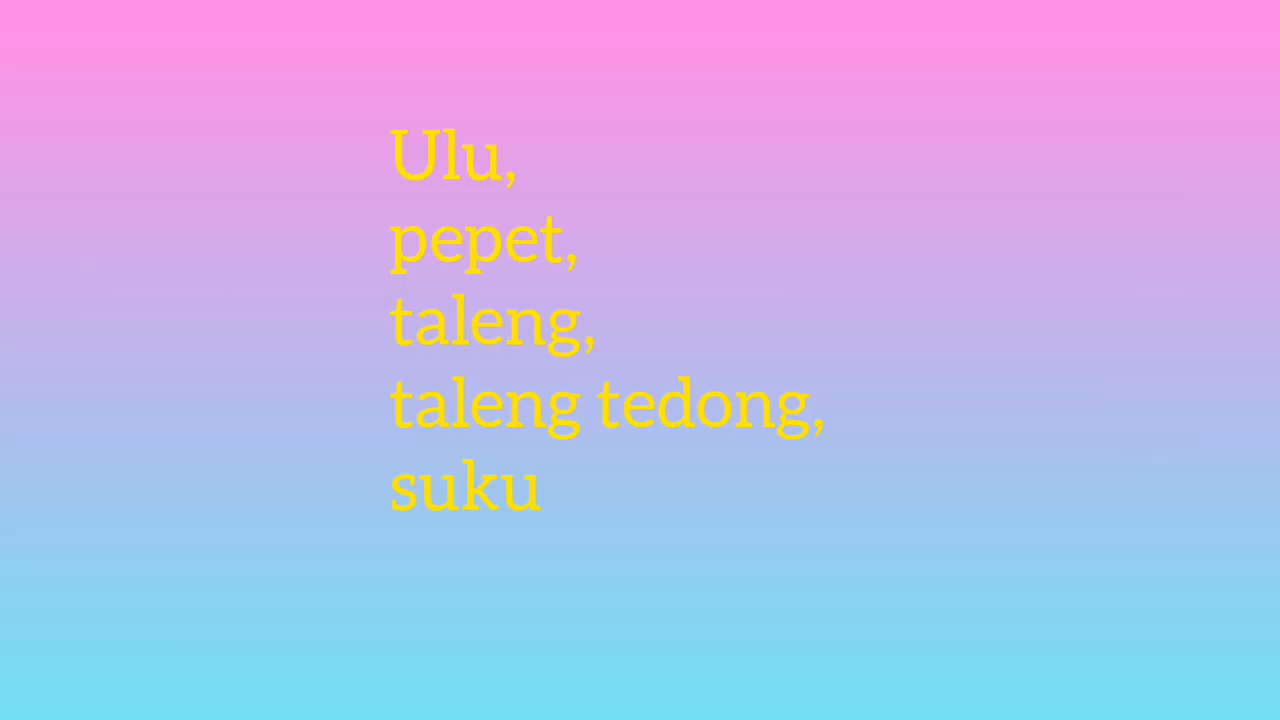 Ulu,
pepet,
taleng,
taleng tedong,
suku